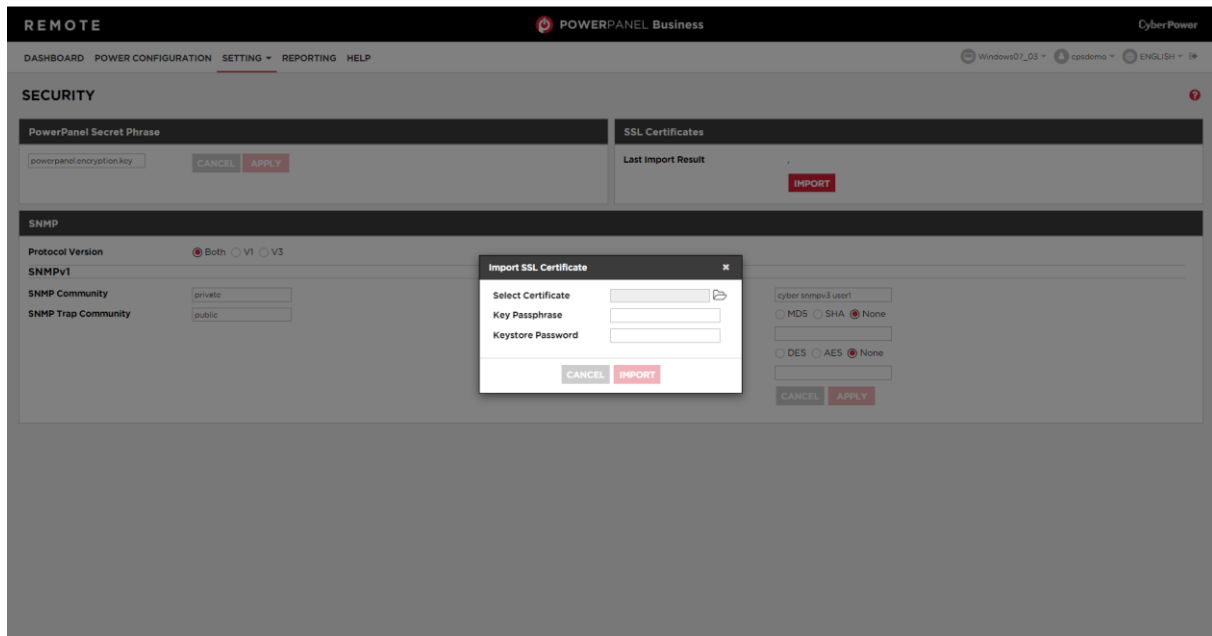 REMOTE
POWERPANEL Business
CyberPower
DASHBOARD POWER CONFIGURATION SETTING REPORTING HELP
Windows07_03 cpsdemo ENGLISH
SECURITY
PowerPanel Secret Phrase
powerpanel.encryption.key
CANCEL APPLY
SSL Certificates
Last Import Result ,
IMPORT
SNMP
Protocol Version Both V1 V3
SNMPv1
SNMP Community private
SNMP Trap Community public
cyber snmpv3 user1
MD5 SHA None
DES AES None
CANCEL APPLY
Import SSL Certificate
Select Certificate
Key Passphrase
Keystore Password
CANCEL IMPORT